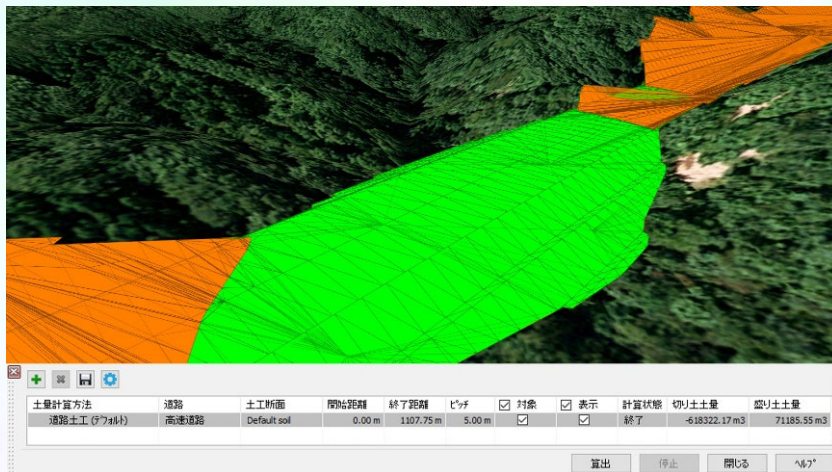 土量計算方法 道路 土工断面 開始距離 終了距離 ピッチ 対象 表示 計算状態 切り土土量 盛り土土量
道路土工 (デフォルト) 高速道路 Default soil 0.00 m 1107.75 m 5.00 m 終了 -618322.17 m3 71185.55 m3
算出 停止 閉じる ヘルプ